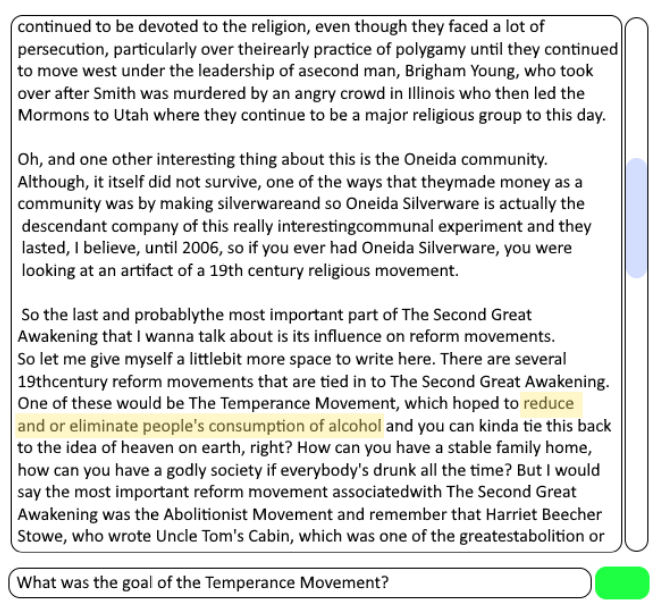 continued to be devoted to the religion, even though they faced a lot of
persecution, particularly over theirearly practice of polygamy until they continued
to move west under the leadership of asecond man, Brigham Young, who took
over after Smith was murdered by an angry crowd in Illinois who then led the
Mormons to Utah where they continue to be a major religious group to this day.
Oh, and one other interesting thing about this is the Oneida community.
Although, it itself did not survive, one of the ways that theymade money as a
community was by making silverwareand so Oneida Silverware is actually the
descendant company of this really interestingcommunal experiment and they
lasted, I believe, until 2006, so if you ever had Oneida Silverware, you were
looking at an artifact of a 19th century religious movement.
So the last and probablythe most important part of The Second Great
Awakening that I wanna talk about is its influence on reform movements.
So let me give myself a littlebit more space to write here. There are several
19thcentury reform movements that are tied in to The Second Great Awakening.
One of these would be The Temperance Movement, which hoped to reduce
and or eliminate people's consumption of alcohol and you can kinda tie this back
to the idea of heaven on earth, right? How can you have a stable family home,
how can you have a godly society if everybody's drunk all the time? But I would
say the most important reform movement associatedwith The Second Great
Awakening was the Abolitionist Movement and remember that Harriet Beecher
Stowe, who wrote Uncle Tom's Cabin, which was one of the greatestabolition or
What was the goal of the Temperance Movement?